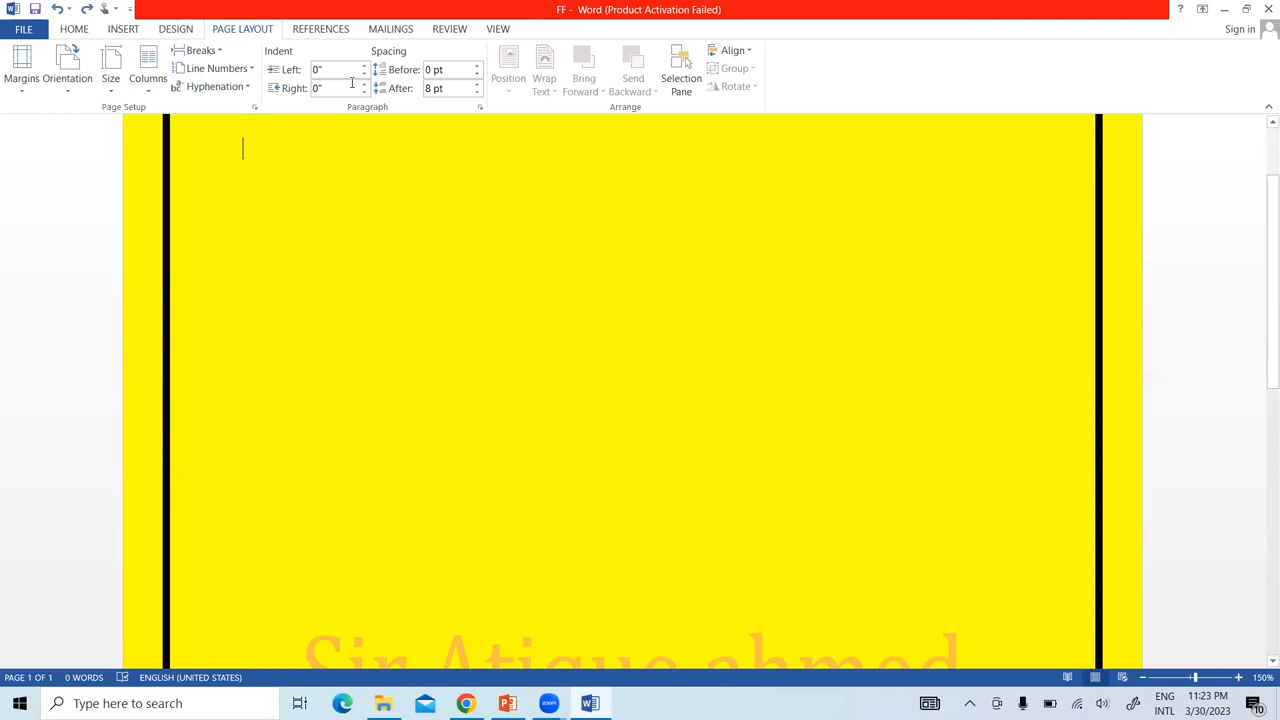 FF - Word (Product Activation Failed)
Sign in
FILE HOME INSERT DESIGN PAGE LAYOUT REFERENCES MAILINGS REVIEW VIEW
Margins
Orientation
Size
Columns
Breaks
Line Numbers
Hyphenation
Page Setup
Indent
Left: 0"
Right: 0"
Spacing
Before: 0 pt
After: 8 pt
Paragraph
Position
Wrap Text
Bring Forward
Send Backward
Selection Pane
Align
Group
Rotate
Arrange
Sir Atique ahmed
PAGE 1 OF 1 0 WORDS ENGLISH (UNITED STATES) 150%
Type here to search
zoom
ENG
INTL
11:23 PM
3/30/2023
10